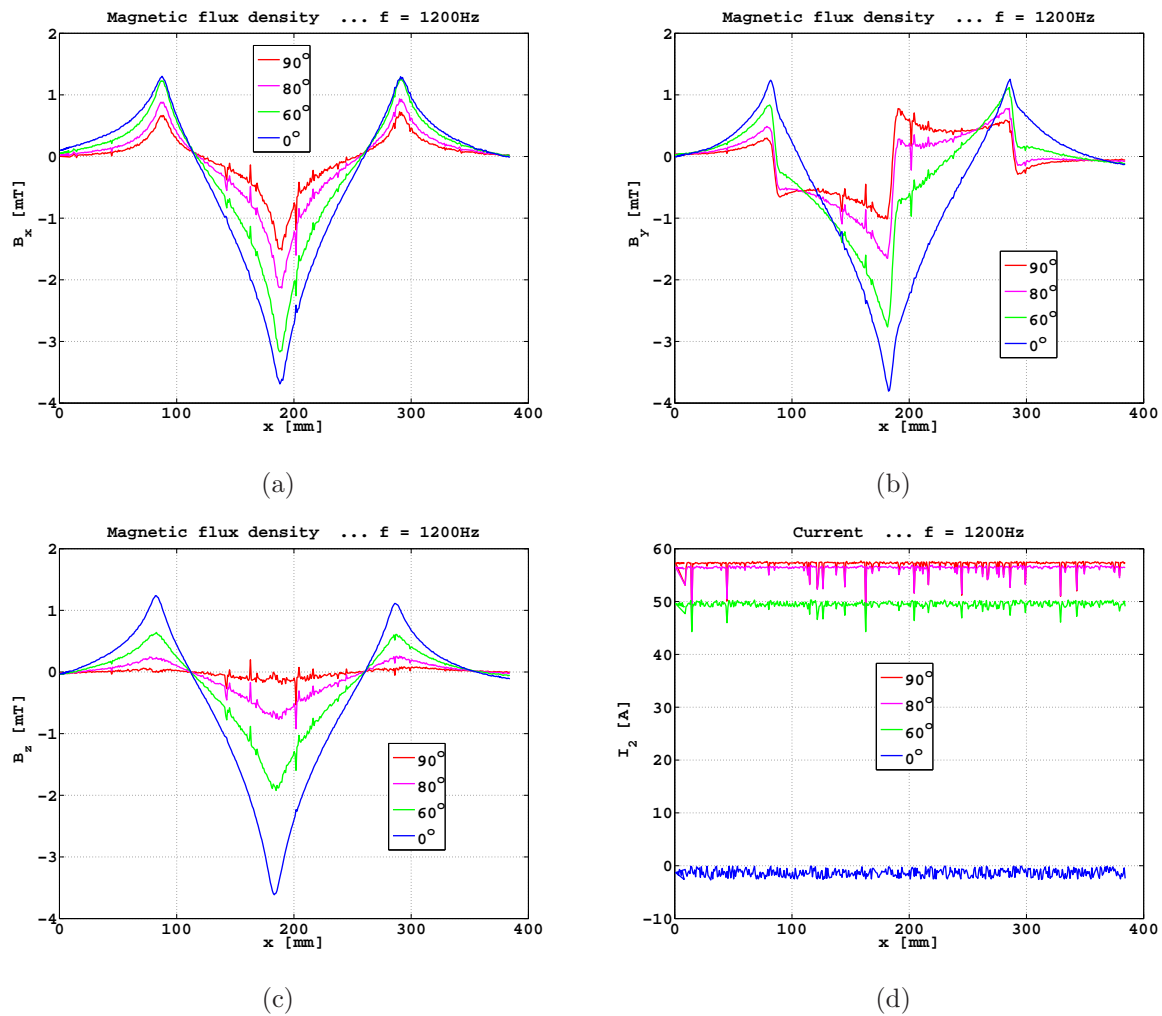 Magnetic flux density ... f = 1200Hz
2
1
0
−1
−2
−3
−4
B_x [mT]
90°
80°
60°
0°
0 100 200 300 400
x [mm]
(a)
Magnetic flux density ... f = 1200Hz
2
1
0
−1
−2
−3
−4
B_y [mT]
90°
80°
60°
0°
0 100 200 300 400
x [mm]
(b)
Magnetic flux density ... f = 1200Hz
2
1
0
−1
−2
−3
−4
B_z [mT]
90°
80°
60°
0°
0 100 200 300 400
x [mm]
(c)
Current ... f = 1200Hz
60
50
40
30
20
10
0
−10
I_2 [A]
90°
80°
60°
0°
0 100 200 300 400
x [mm]
(d)